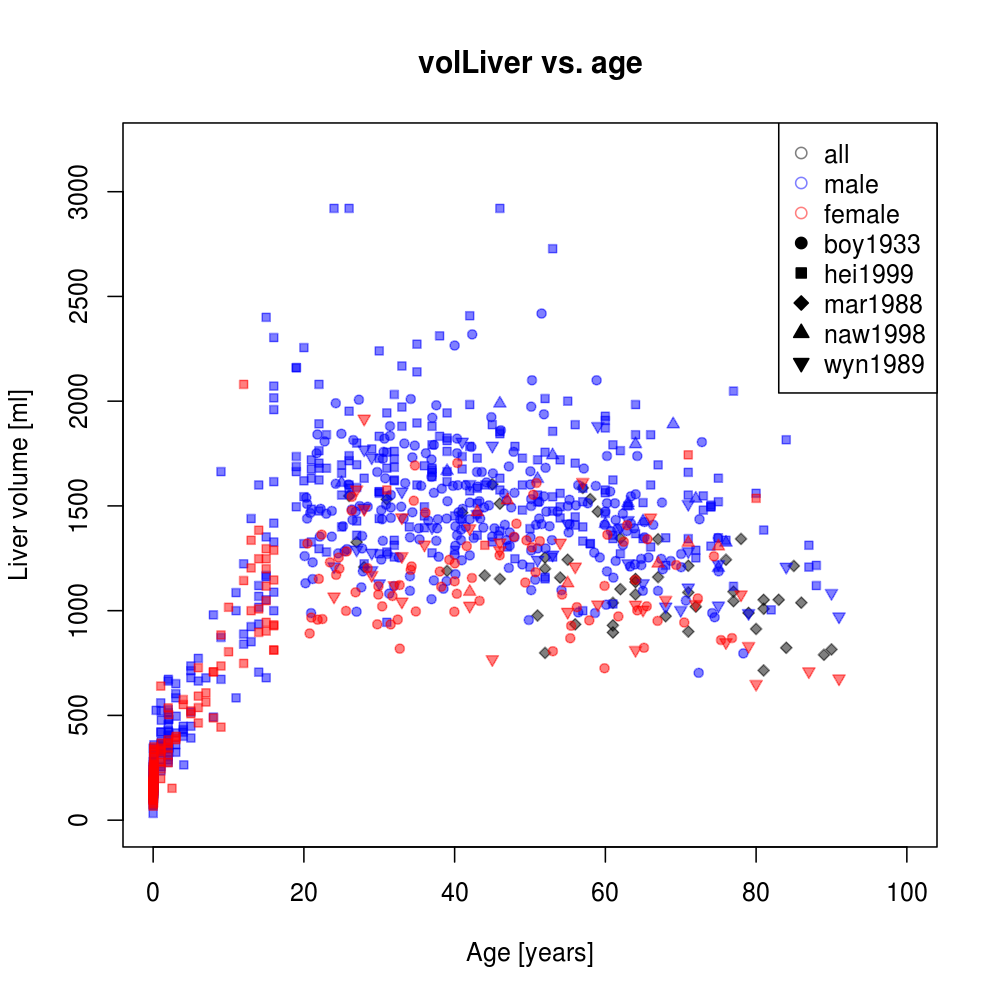 volLiver vs. age
Liver volume [ml]
3000
2500
2000
1500
1000
500
0
all
male
female
boy1933
hei1999
mar1988
naw1998
wyn1989
0 20 40 60 80 100
Age [years]